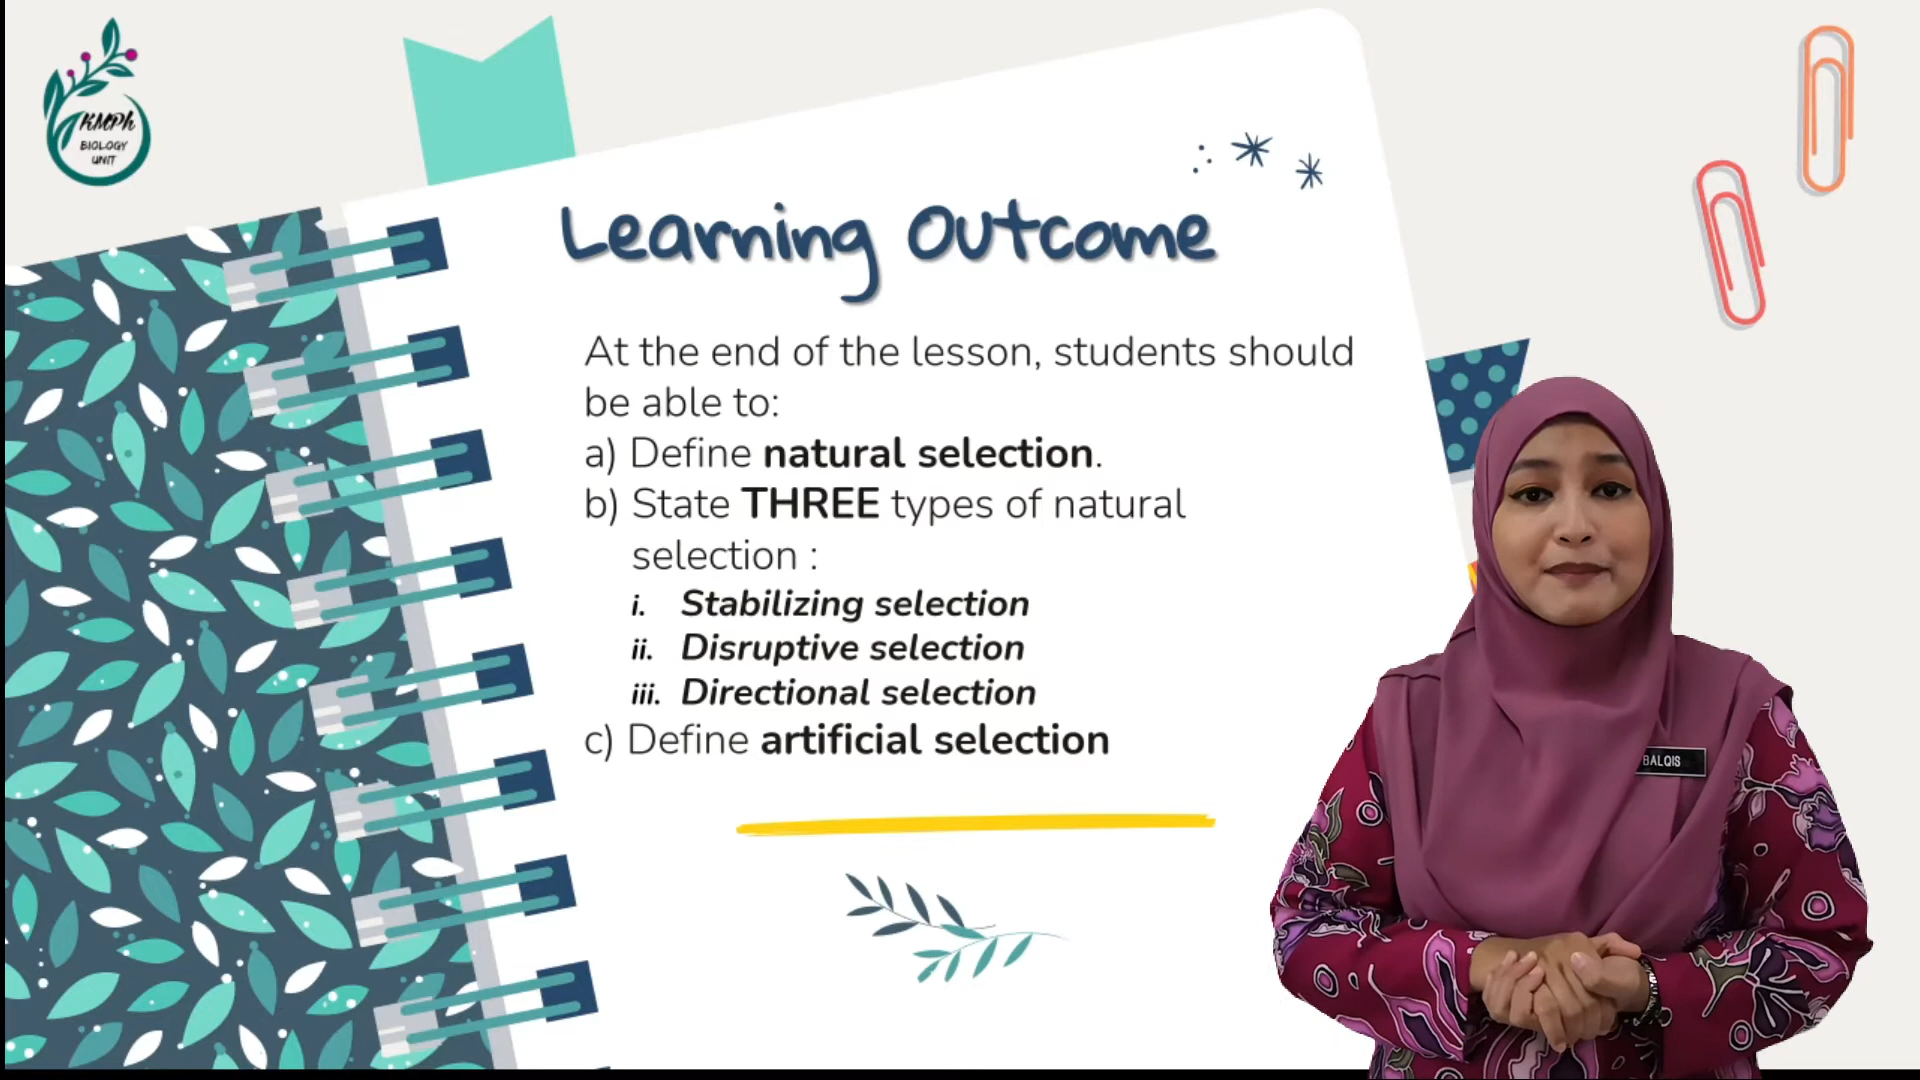 KMPh
BIOLOGY
UNIT
Learning Outcome
At the end of the lesson, students should
be able to:
a) Define natural selection.
b) State THREE types of natural
selection :
i. Stabilizing selection
ii. Disruptive selection
iii. Directional selection
c) Define artificial selection
BALQIS